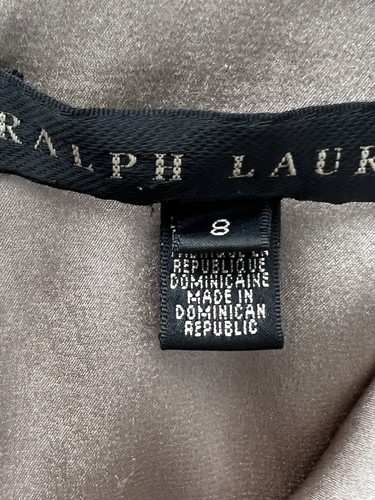 RALPH LAUR
8
REPUBLIQUE
DOMINICAINE
MADE IN
DOMINICAN
REPUBLIC